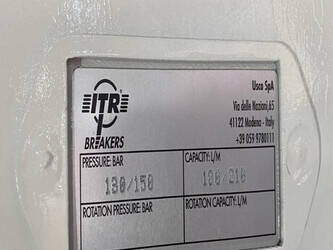 ITR
BREAKERS
Usco SpA
Via delle Nazioni,65
41122 Modena - Italy
+39 059 9780111
PRESSURE: BAR
CAPACITY: L/M
130/150
160/210
ROTATION PRESSURE: BAR
ROTATION CAPACITY: L/M